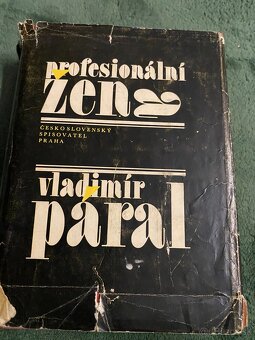 profesionální
žena
ČESKOSLOVENSKÝ
SPISOVATEL
PRAHA
vladimír
páral